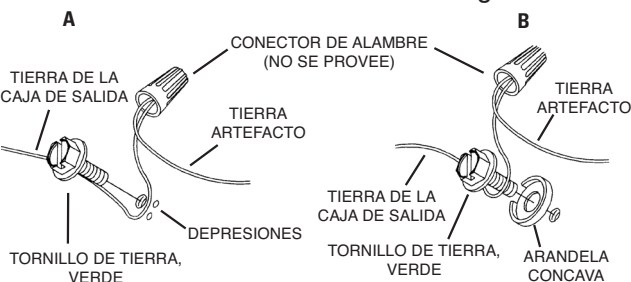 A
B
CONECTOR DE ALAMBRE
(NO SE PROVEE)
TIERRA DE LA
CAJA DE SALIDA
TIERRA
ARTEFACTO
DEPRESIONES
TORNILLO DE TIERRA,
VERDE
TIERRA
ARTEFACTO
TIERRA DE LA
CAJA DE SALIDA
TORNILLO DE TIERRA,
VERDE
ARANDELA
CONCAVA